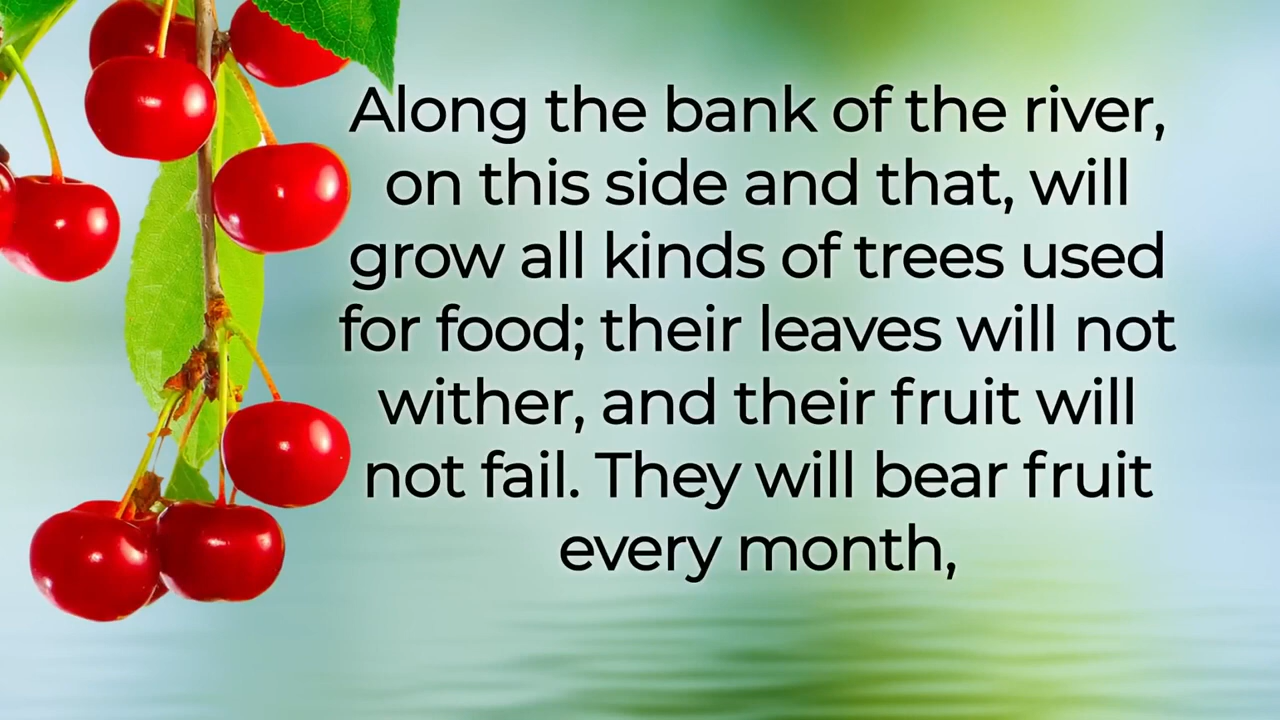 Along the bank of the river,
on this side and that, will
grow all kinds of trees used
for food; their leaves will not
wither, and their fruit will
not fail. They will bear fruit
every month,